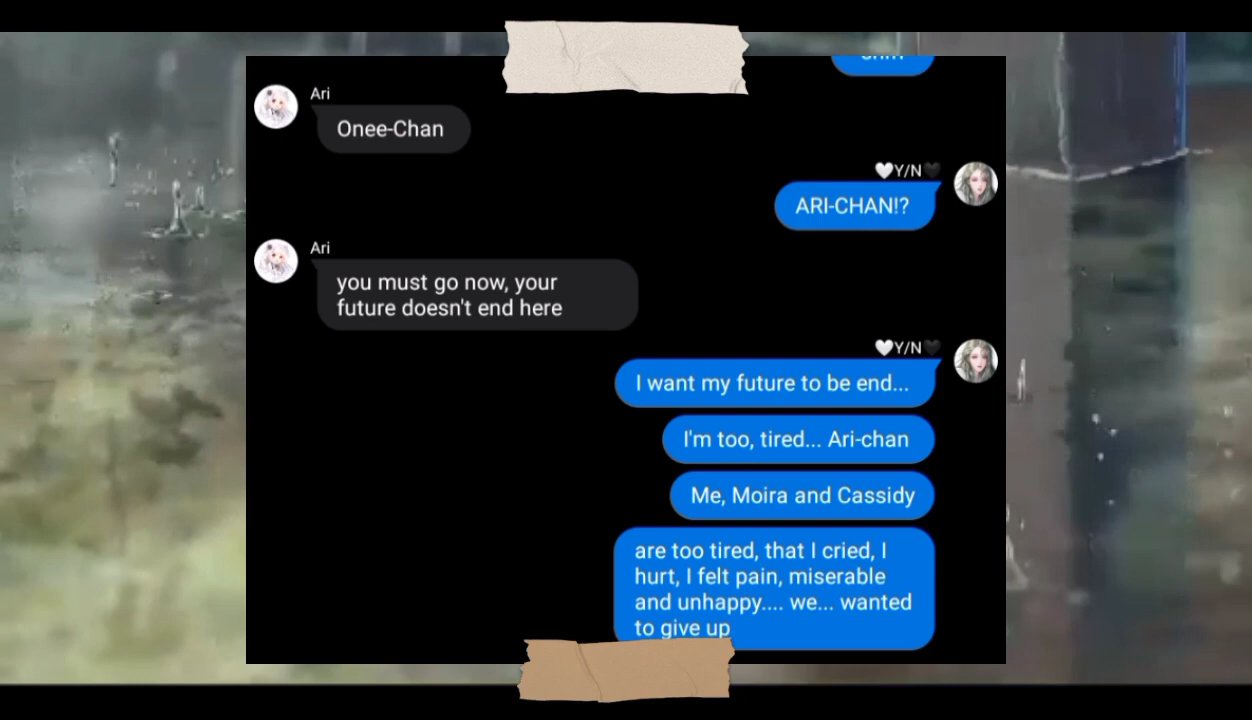 Ari
Onee-Chan
🤍Y/N🖤
ARI-CHAN!?
Ari
you must go now, your
future doesn't end here
🤍Y/N🖤
I want my future to be end...
I'm too, tired... Ari-chan
Me, Moira and Cassidy
are too tired, that I cried, I
hurt, I felt pain, miserable
and unhappy.... we... wanted
to give up